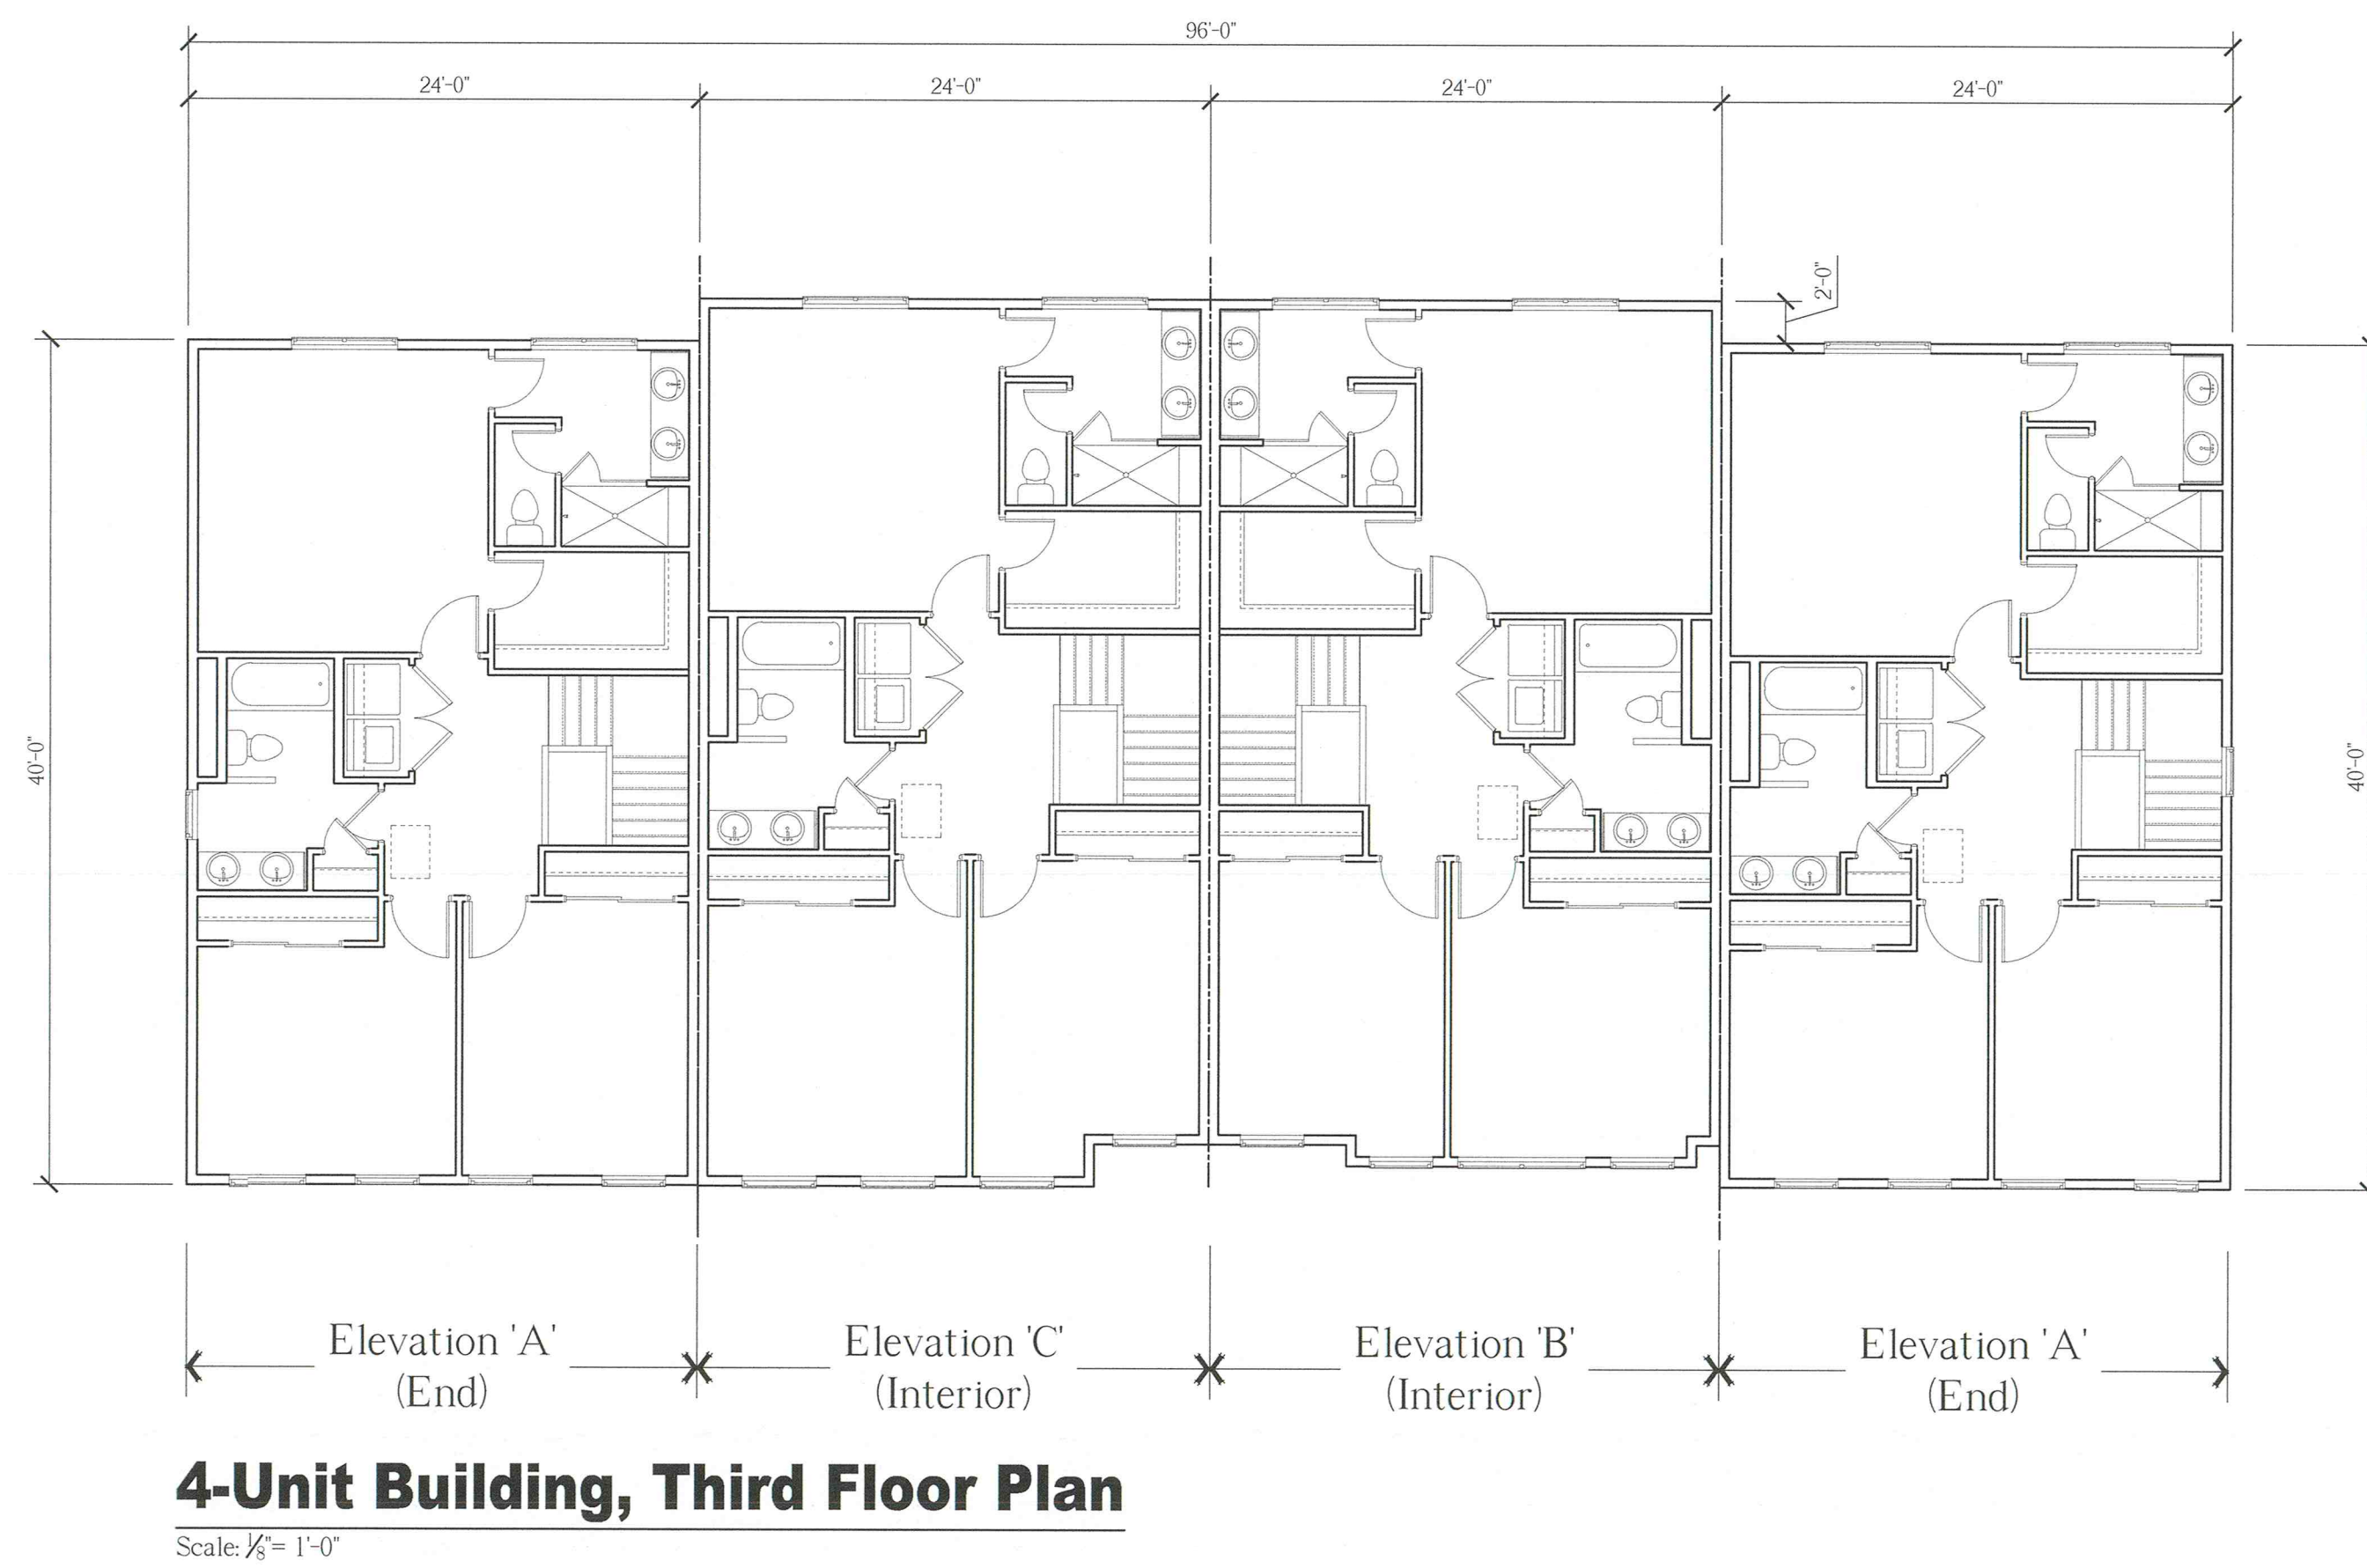 96'-0"
24'-0"
24'-0"
24'-0"
24'-0"
2'-0"
40'-0"
40'-0"
Elevation 'A'
(End)
Elevation 'C'
(Interior)
Elevation 'B'
(Interior)
Elevation 'A'
(End)
4-Unit Building, Third Floor Plan
Scale: 1/8"= 1'-0"